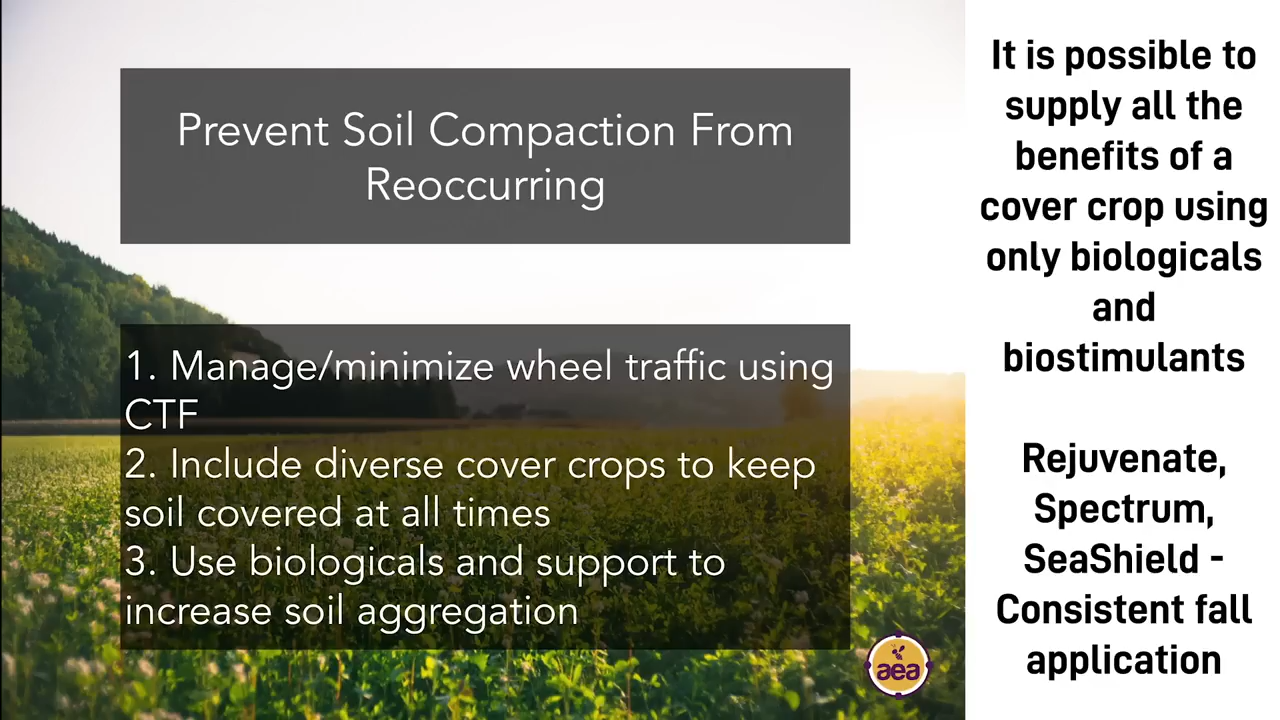 Prevent Soil Compaction From
Reoccurring
1. Manage/minimize wheel traffic using
CTF
2. Include diverse cover crops to keep
soil covered at all times
3. Use biologicals and support to
increase soil aggregation
aea
It is possible to
supply all the
benefits of a
cover crop using
only biologicals
and
biostimulants
Rejuvenate,
Spectrum,
SeaShield -
Consistent fall
application